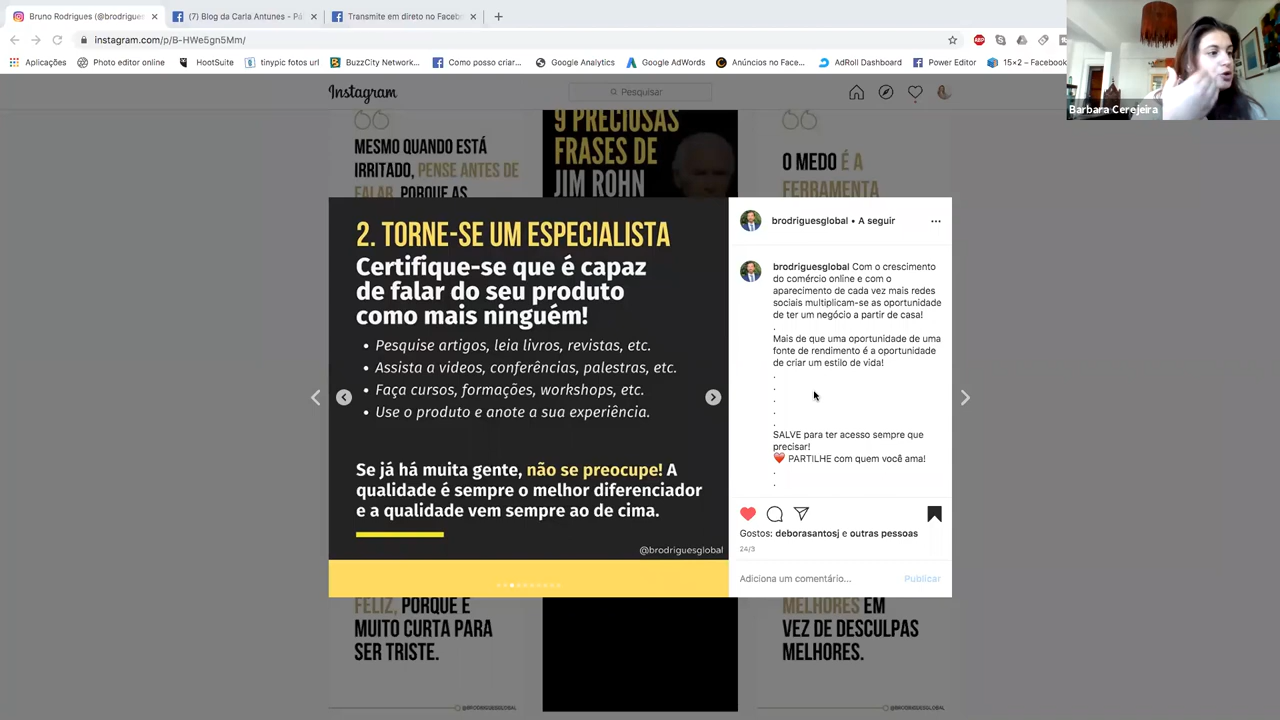 Bruno Rodrigues (@brodrigues
(7) Blog da Carla Antunes - Pú
Transmite em direto no Faceb
instagram.com/p/B-HWe5gn5Mm/
ABP
Aplicações
Photo editor online
HootSuite
tinypic fotos url
BuzzCity Network...
Como posso criar...
Google Analytics
Google AdWords
Anúncios no Face...
AdRoll Dashboard
Power Editor
15×2 – Facebook
Barbara Cerejeira
Instagram
Pesquisar
MESMO QUANDO ESTÁ
IRRITADO, PENSE ANTES DE
FALAR, PORQUE AS
9 PRECIOSAS
FRASES DE
JIM ROHN
O MEDO É A
FERRAMENTA
2. TORNE-SE UM ESPECIALISTA
Certifique-se que é capaz
de falar do seu produto
como mais ninguém!
• Pesquise artigos, leia livros, revistas, etc.
• Assista a videos, conferências, palestras, etc.
• Faça cursos, formações, workshops, etc.
• Use o produto e anote a sua experiência.
Se já há muita gente, não se preocupe! A
qualidade é sempre o melhor diferenciador
e a qualidade vem sempre ao de cima.
@brodriguesglobal
brodriguesglobal • A seguir
brodriguesglobal Com o crescimento
do comércio online e com o
aparecimento de cada vez mais redes
sociais multiplicam-se as oportunidade
de ter um negócio a partir de casa!
.
Mais de que uma oportunidade de uma
fonte de rendimento é a oportunidade
de criar um estilo de vida!
.
.
.
.
.
SALVE para ter acesso sempre que
precisar!
❤️ PARTILHE com quem você ama!
.
.
Gostos: deborasantosj e outras pessoas
24/3
Adiciona um comentário...
Publicar
FELIZ, PORQUE É
MUITO CURTA PARA
SER TRISTE.
MELHORES EM
VEZ DE DESCULPAS
MELHORES.
@BRODRIGUESGLOBAL
@BRODRIGUESGLOBAL